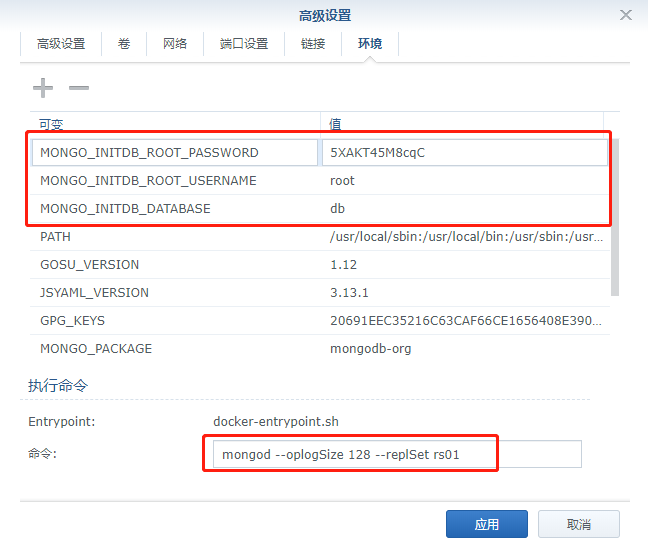 高级设置
高级设置 卷 网络 端口设置 链接 环境
可变 值
MONGO_INITDB_ROOT_PASSWORD 5XAKT45M8cqC
MONGO_INITDB_ROOT_USERNAME root
MONGO_INITDB_DATABASE db
PATH /usr/local/sbin:/usr/local/bin:/usr/sbin:/usr...
GOSU_VERSION 1.12
JSYAML_VERSION 3.13.1
GPG_KEYS 20691EEC35216C63CAF66CE1656408E390...
MONGO_PACKAGE mongodb-org
执行命令
Entrypoint: docker-entrypoint.sh
命令: mongod --oplogSize 128 --replSet rs01
应用 取消